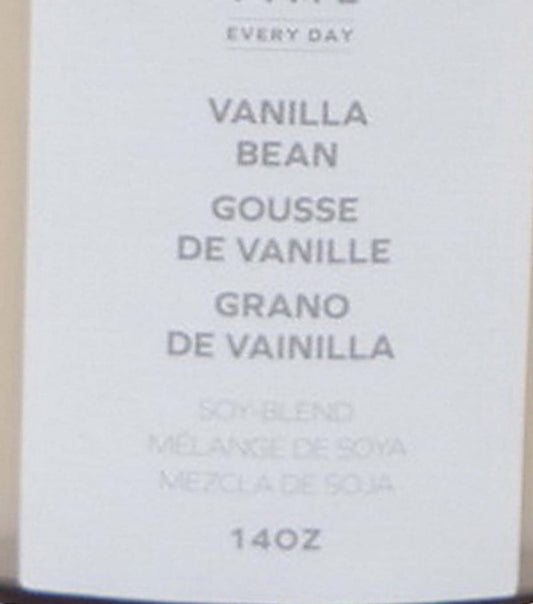 EVERY DAY
VANILLA
BEAN
GOUSSE
DE VANILLE
GRANO
DE VAINILLA
SOY-BLEND
MÉLANGE DE SOYA
MEZCLA DE SOJA
14OZ